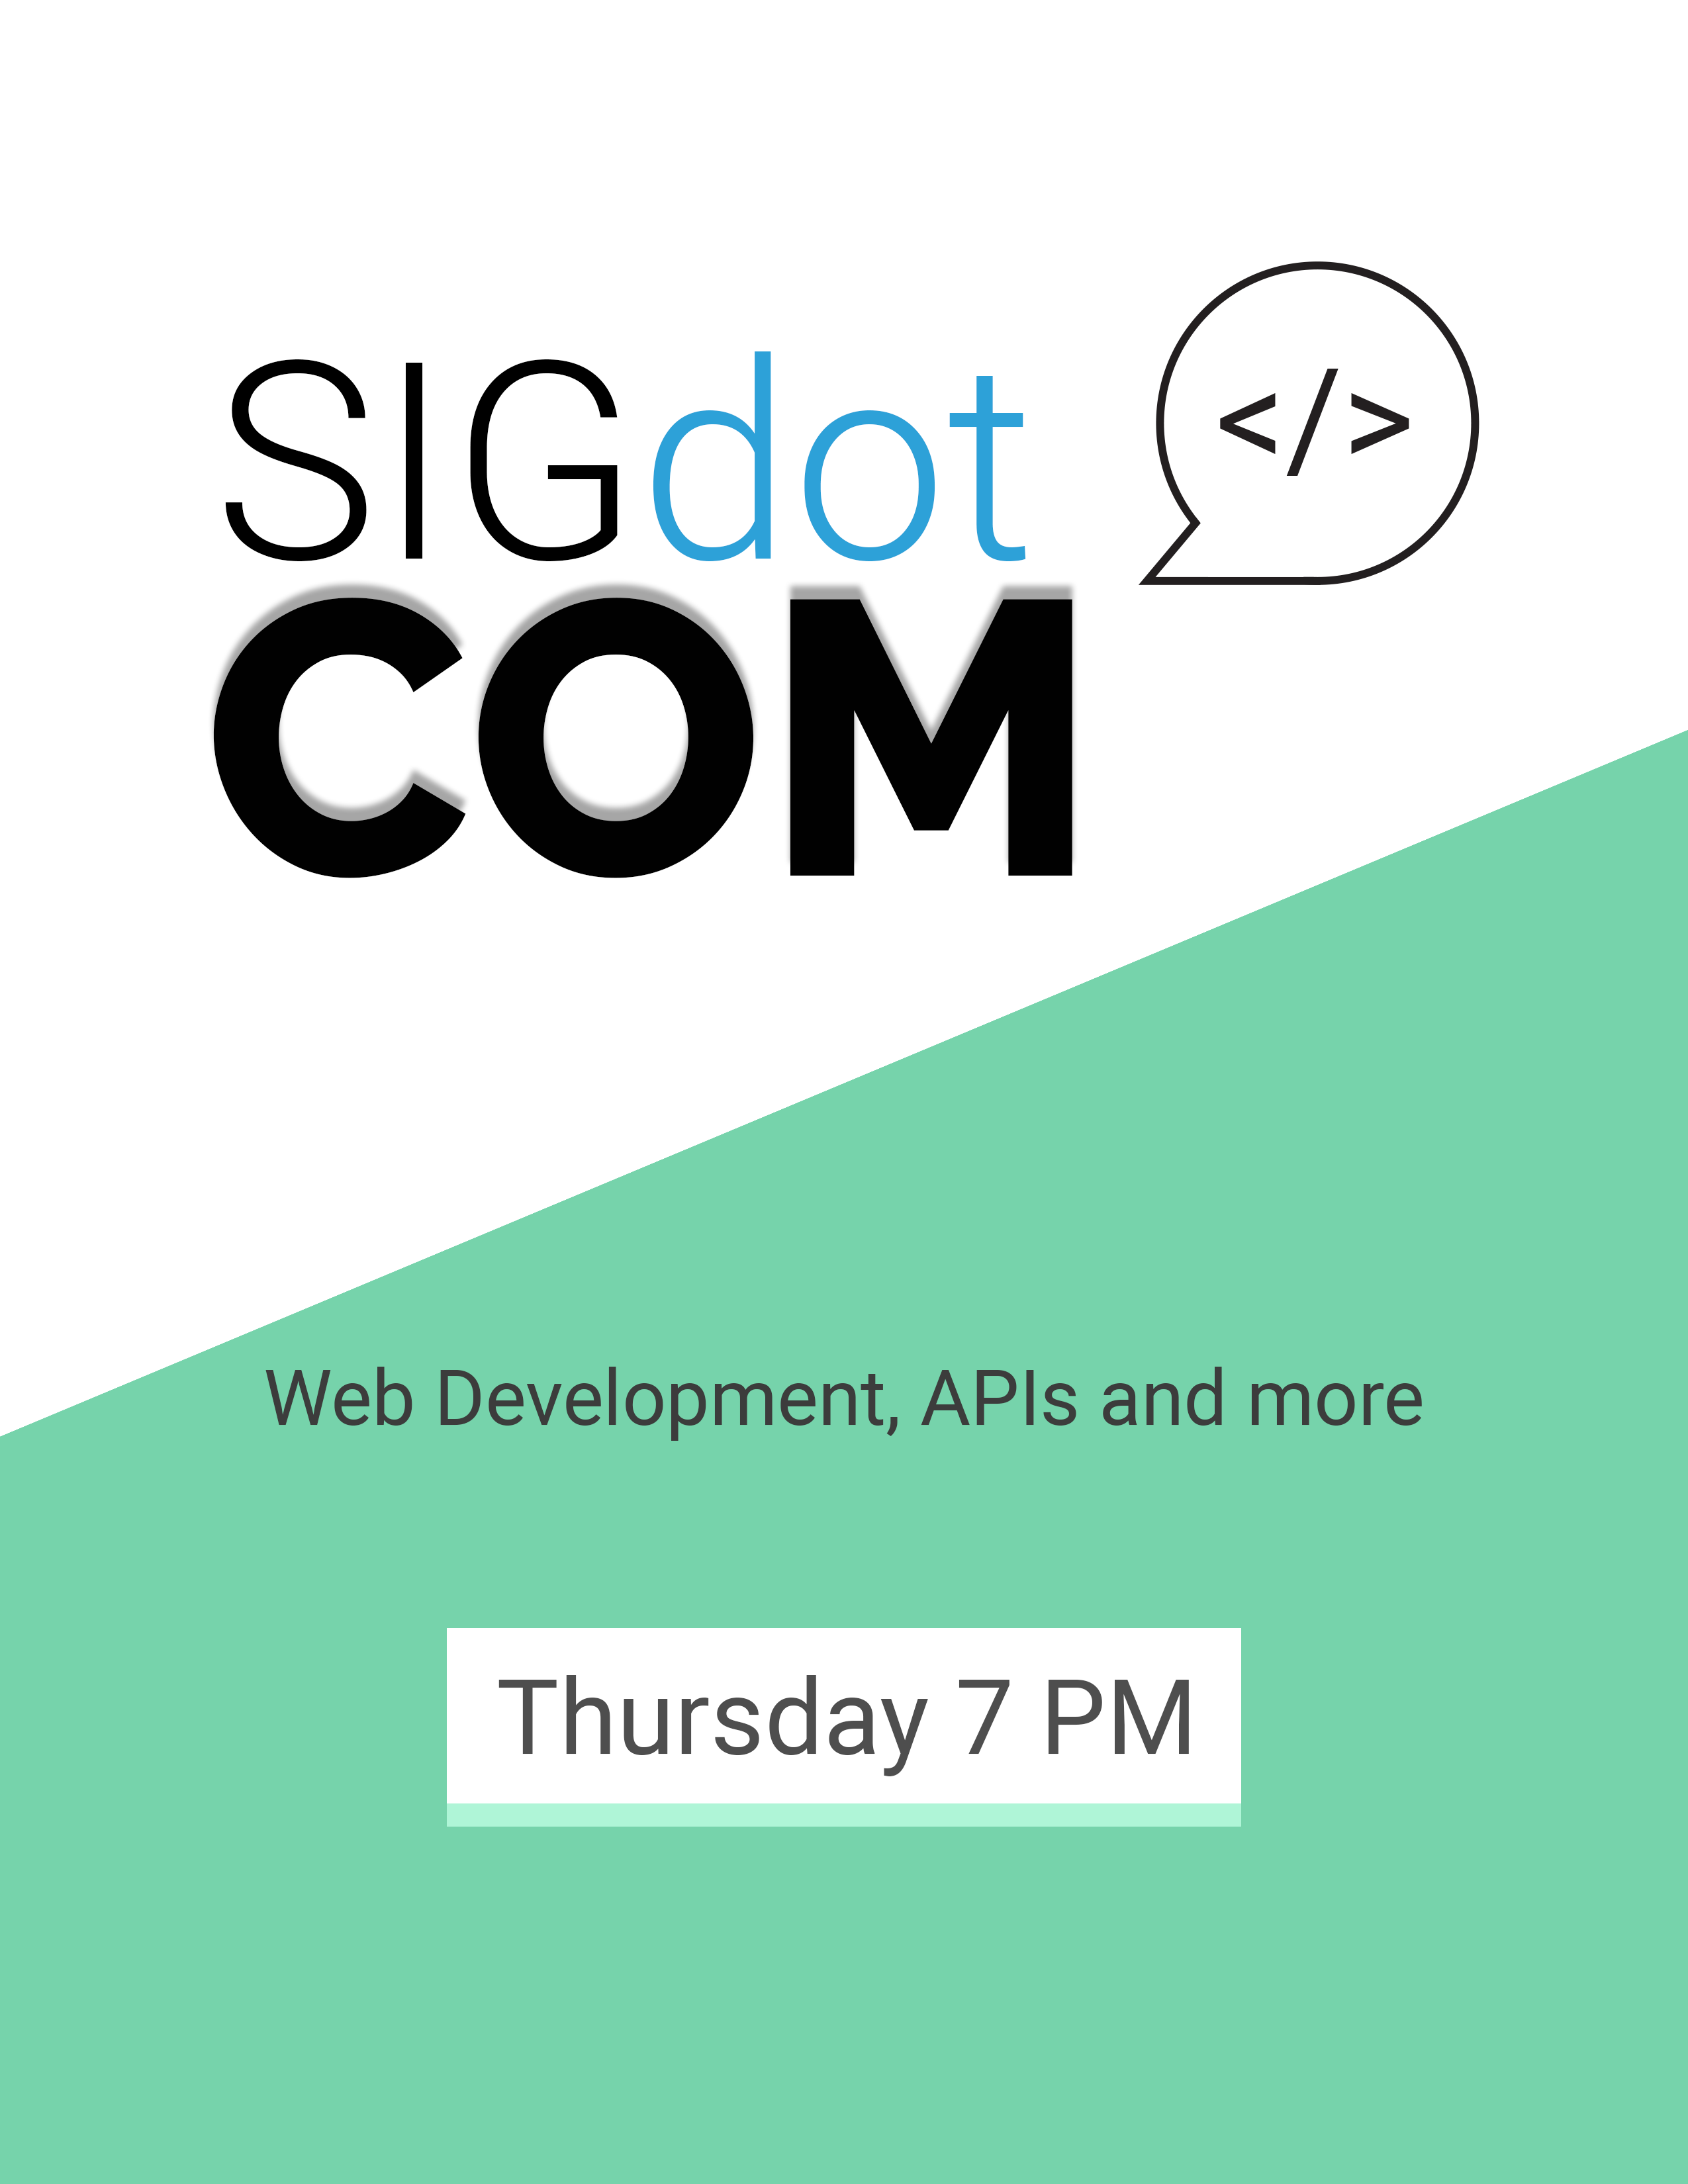 SIGdot
</>
COM
Web Development, APIs and more
Thursday 7 PM